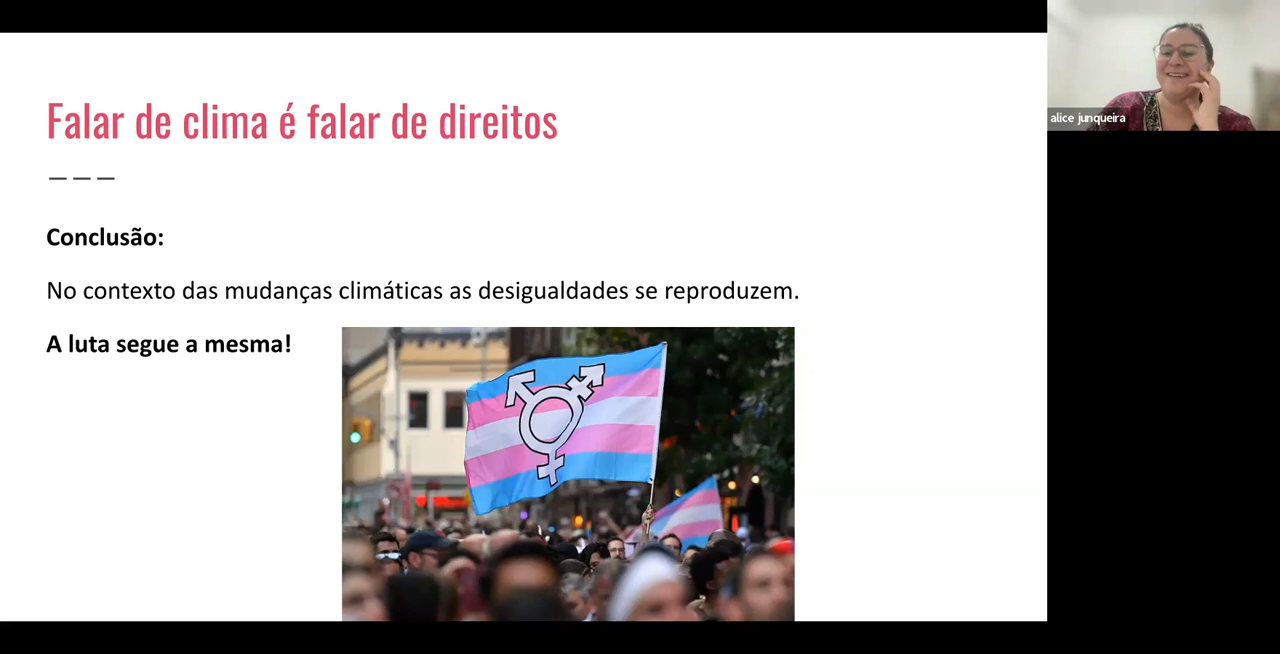 Falar de clima é falar de direitos
Conclusão:
No contexto das mudanças climáticas as desigualdades se reproduzem.
A luta segue a mesma!
alice junqueira